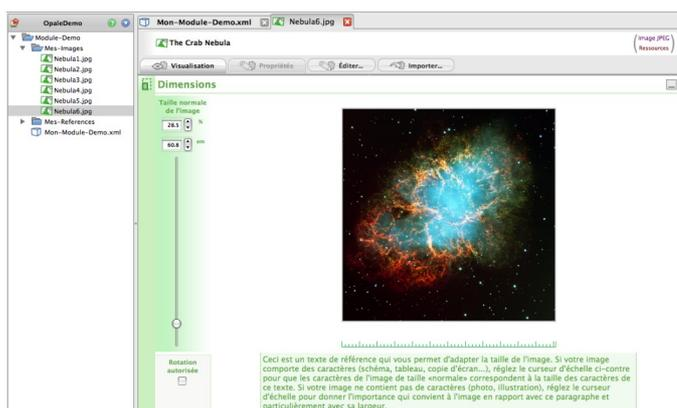 OpaleDemo
Mon-Module-Demo.xml
Nebula6.jpg
Module-Demo
Mes-Images
Nebula1.jpg
Nebula2.jpg
Nebula3.jpg
Nebula4.jpg
Nebula5.jpg
Nebula6.jpg
Mes-References
Mon-Module-Demo.xml
The Crab Nebula
Image JPEG
Ressources
Visualisation
Propriétés
Éditer...
Importer...
Dimensions
Taille normale
de l'image
28.5 %
60.8 em
Rotation
autorisée
Ceci est un texte de référence qui vous permet d'adapter la taille de l'image. Si votre image
comporte des caractères (schéma, tableau, copie d'écran...), réglez le curseur d'échelle ci-contre
pour que les caractères de l'image de taille «normale» correspondent à la taille des caractères de
ce texte. Si votre image ne contient pas de caractères (photo, illustration), réglez le curseur
d'échelle pour donner l'importance qui convient à l'image en rapport avec ce paragraphe et
particulièrement avec sa largeur.